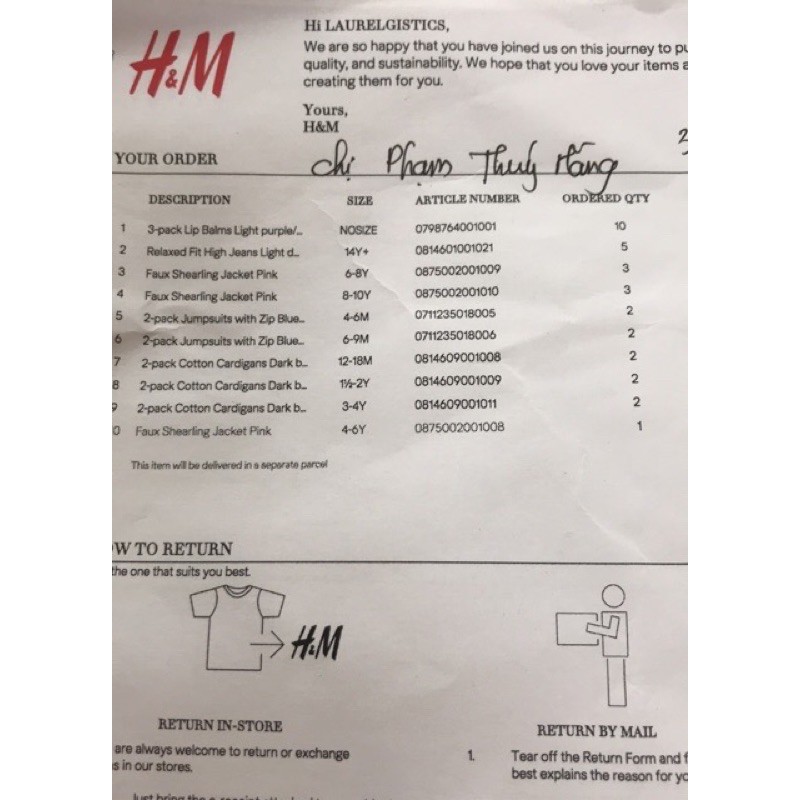 H&M
Hi LAURELGISTICS,
We are so happy that you have joined us on this journey to pu
quality, and sustainability. We hope that you love your items a
creating them for you.
Yours,
H&M
YOUR ORDER
chị Phạm Thuý Hằng
DESCRIPTION SIZE ARTICLE NUMBER ORDERED QTY
1 3-pack Lip Balms Light purple/... NOSIZE 0798764001001 10
2 Relaxed Fit High Jeans Light d... 14Y+ 0814601001021 5
3 Faux Shearling Jacket Pink 6-8Y 0875002001009 3
4 Faux Shearling Jacket Pink 8-10Y 0875002001010 3
5 2-pack Jumpsuits with Zip Blue... 4-6M 0711235018005 2
6 2-pack Jumpsuits with Zip Blue... 6-9M 0711235018006 2
7 2-pack Cotton Cardigans Dark b... 12-18M 0814609001008 2
8 2-pack Cotton Cardigans Dark b... 1½-2Y 0814609001009 2
9 2-pack Cotton Cardigans Dark b... 3-4Y 0814609001011 2
0 Faux Shearling Jacket Pink 4-6Y 0875002001008 1
This item will be delivered in a seperate parcel
OW TO RETURN
the one that suits you best.
H&M
RETURN IN-STORE
are always welcome to return or exchange
s in our stores.
Just bring the
RETURN BY MAIL
1. Tear off the Return Form and f
best explains the reason for yo